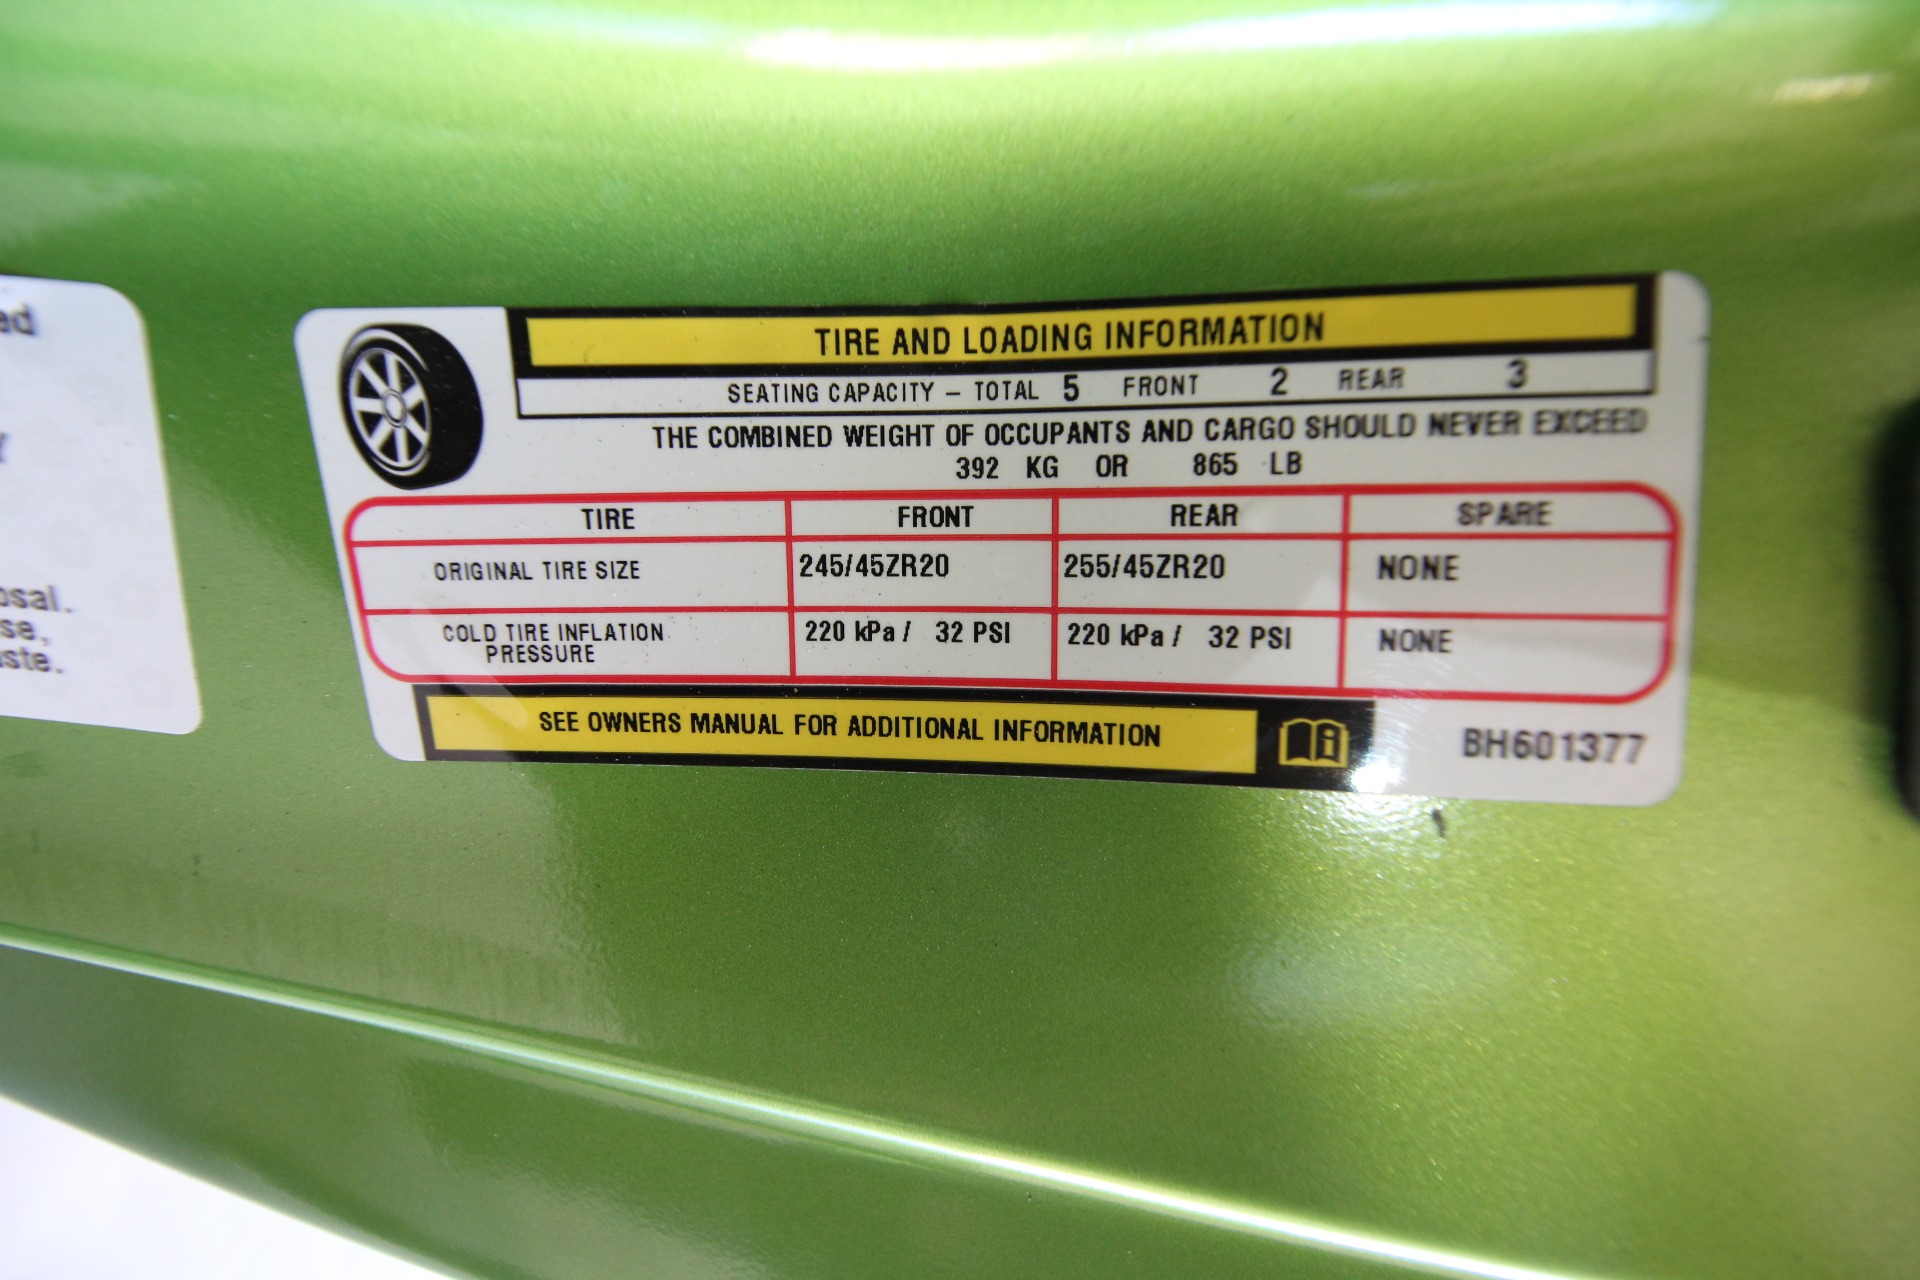 TIRE AND LOADING INFORMATION
SEATING CAPACITY – TOTAL 5 FRONT 2 REAR 3
THE COMBINED WEIGHT OF OCCUPANTS AND CARGO SHOULD NEVER EXCEED
392 KG OR 865 LB
TIRE FRONT REAR SPARE
ORIGINAL TIRE SIZE 245/45ZR20 255/45ZR20 NONE
COLD TIRE INFLATION PRESSURE 220 kPa / 32 PSI 220 kPa / 32 PSI NONE
SEE OWNERS MANUAL FOR ADDITIONAL INFORMATION
BH601377